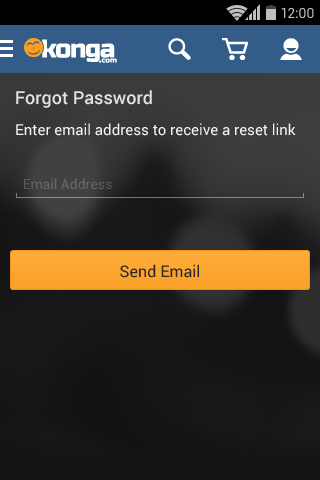 12:00
konga
.com
Forgot Password
Enter email address to receive a reset link
Email Address
Send Email